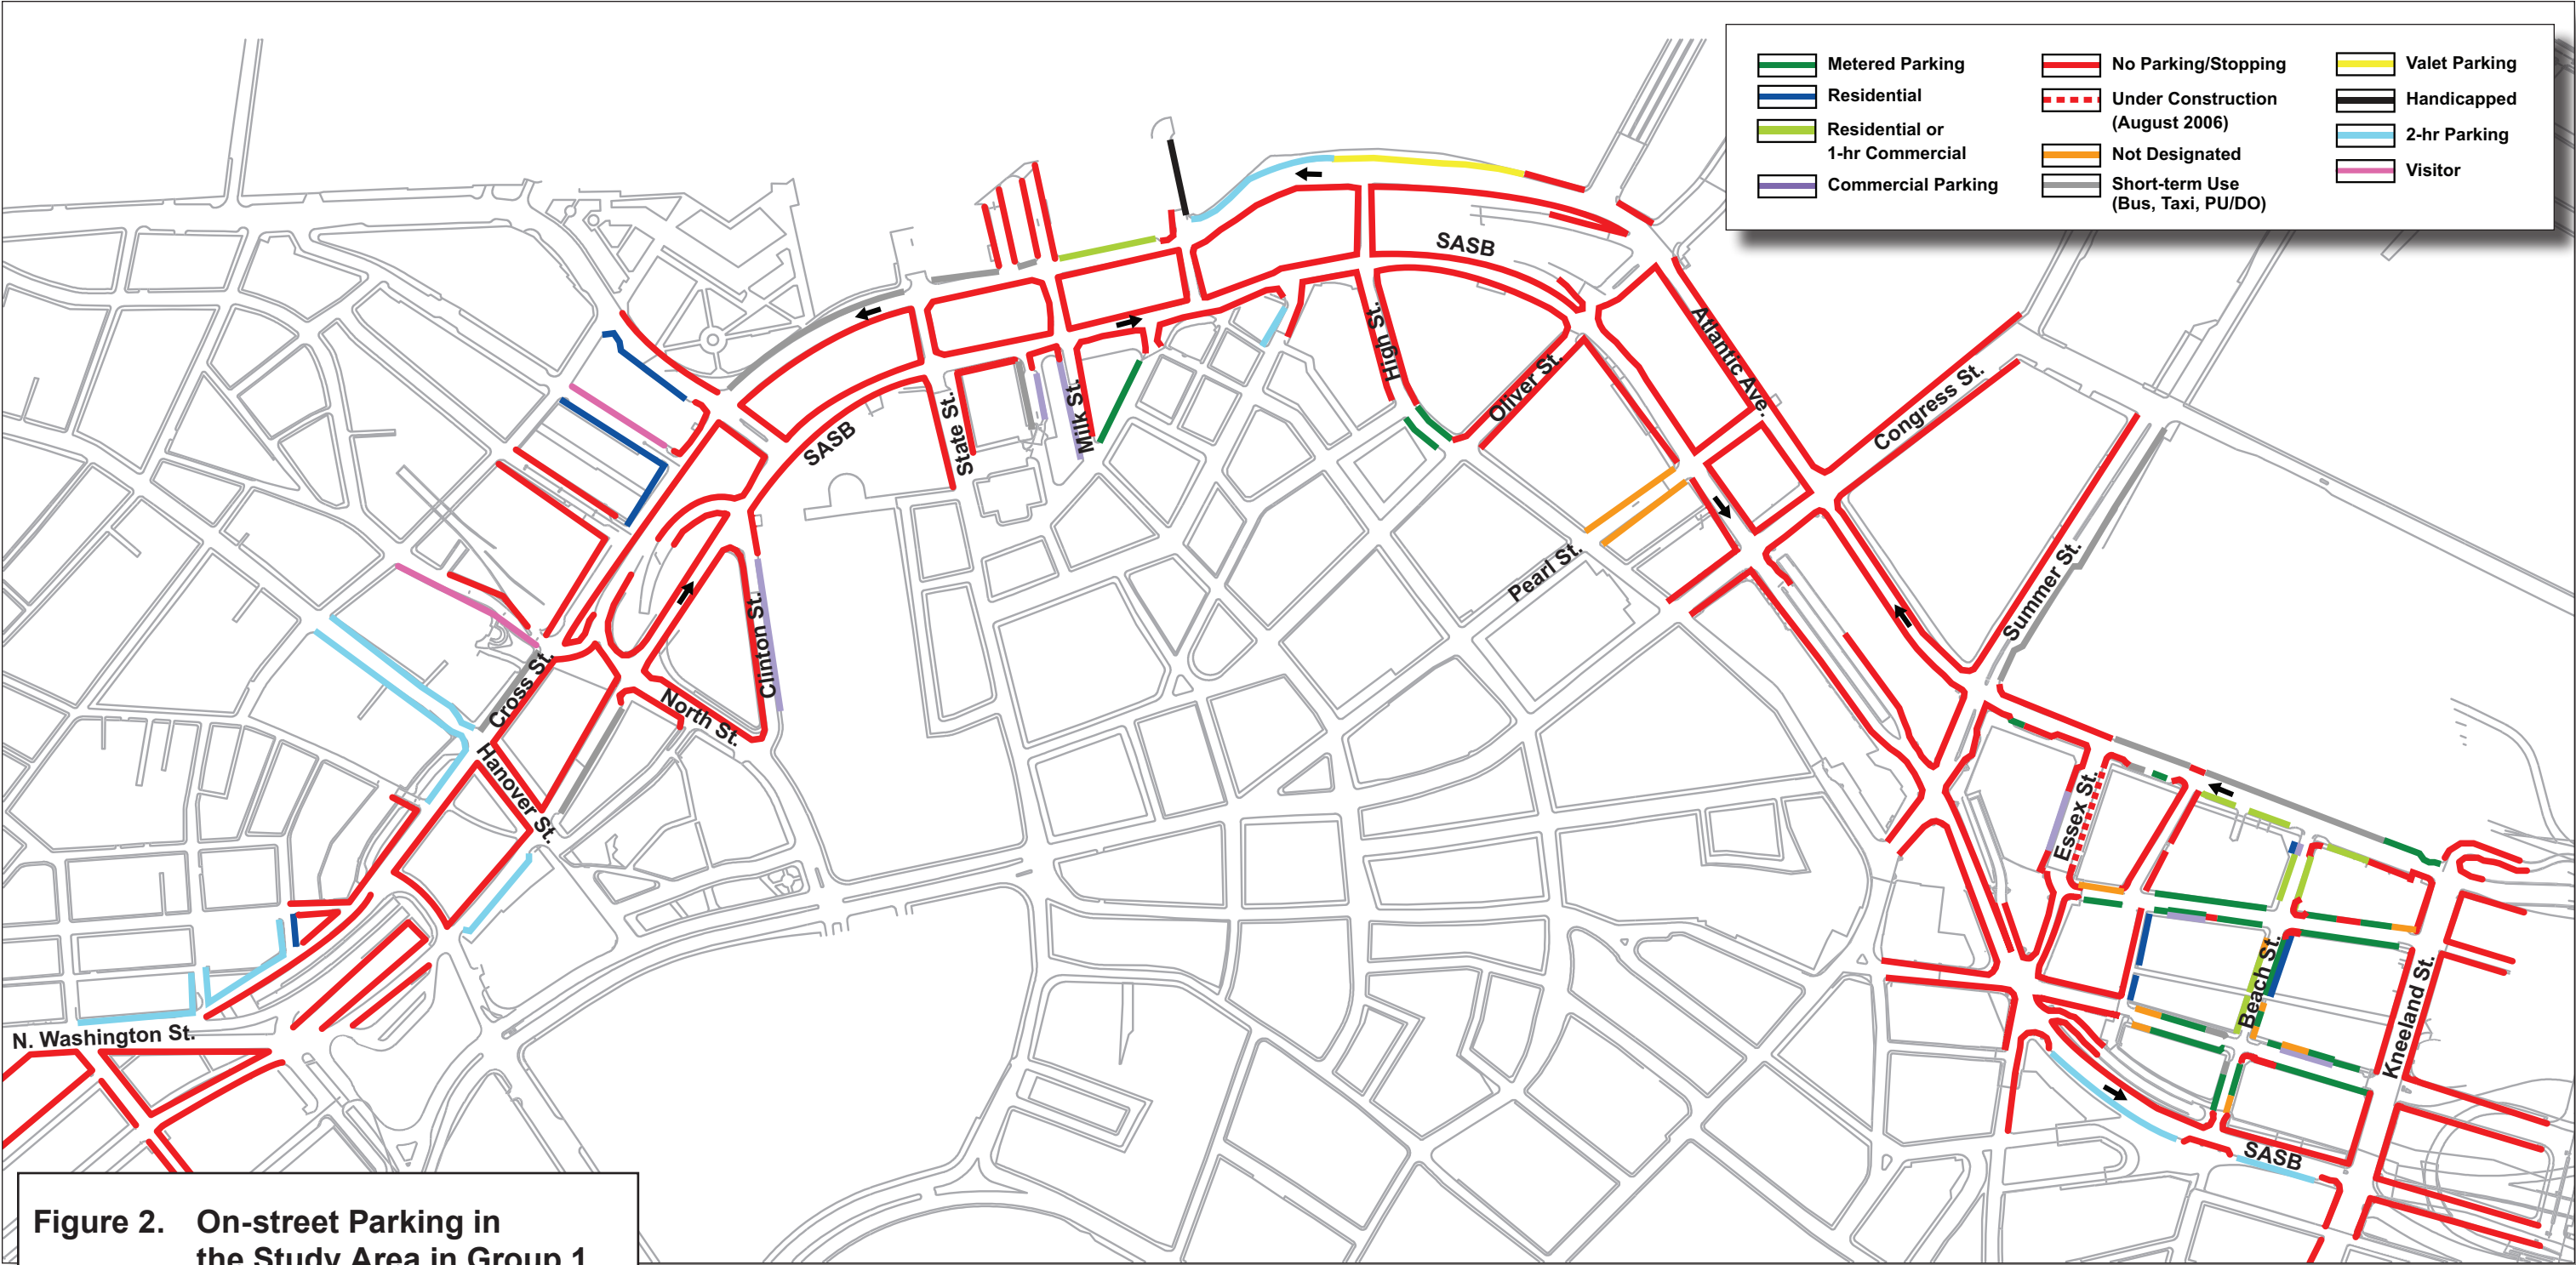 Metered Parking
Residential
Residential or
1-hr Commercial
Commercial Parking
No Parking/Stopping
Under Construction
(August 2006)
Not Designated
Short-term Use
(Bus, Taxi, PU/DO)
Valet Parking
Handicapped
2-hr Parking
Visitor
SASB
High St.
Atlantic Ave.
Oliver St.
Congress St.
SASB
State St.
Milk St.
Pearl St.
Summer St.
Clinton St.
Cross St.
North St.
Hanover St.
Essex St.
Beach St.
Kneeland St.
N. Washington St.
SASB
Figure 2. On-street Parking in
the Study Area in Group 1